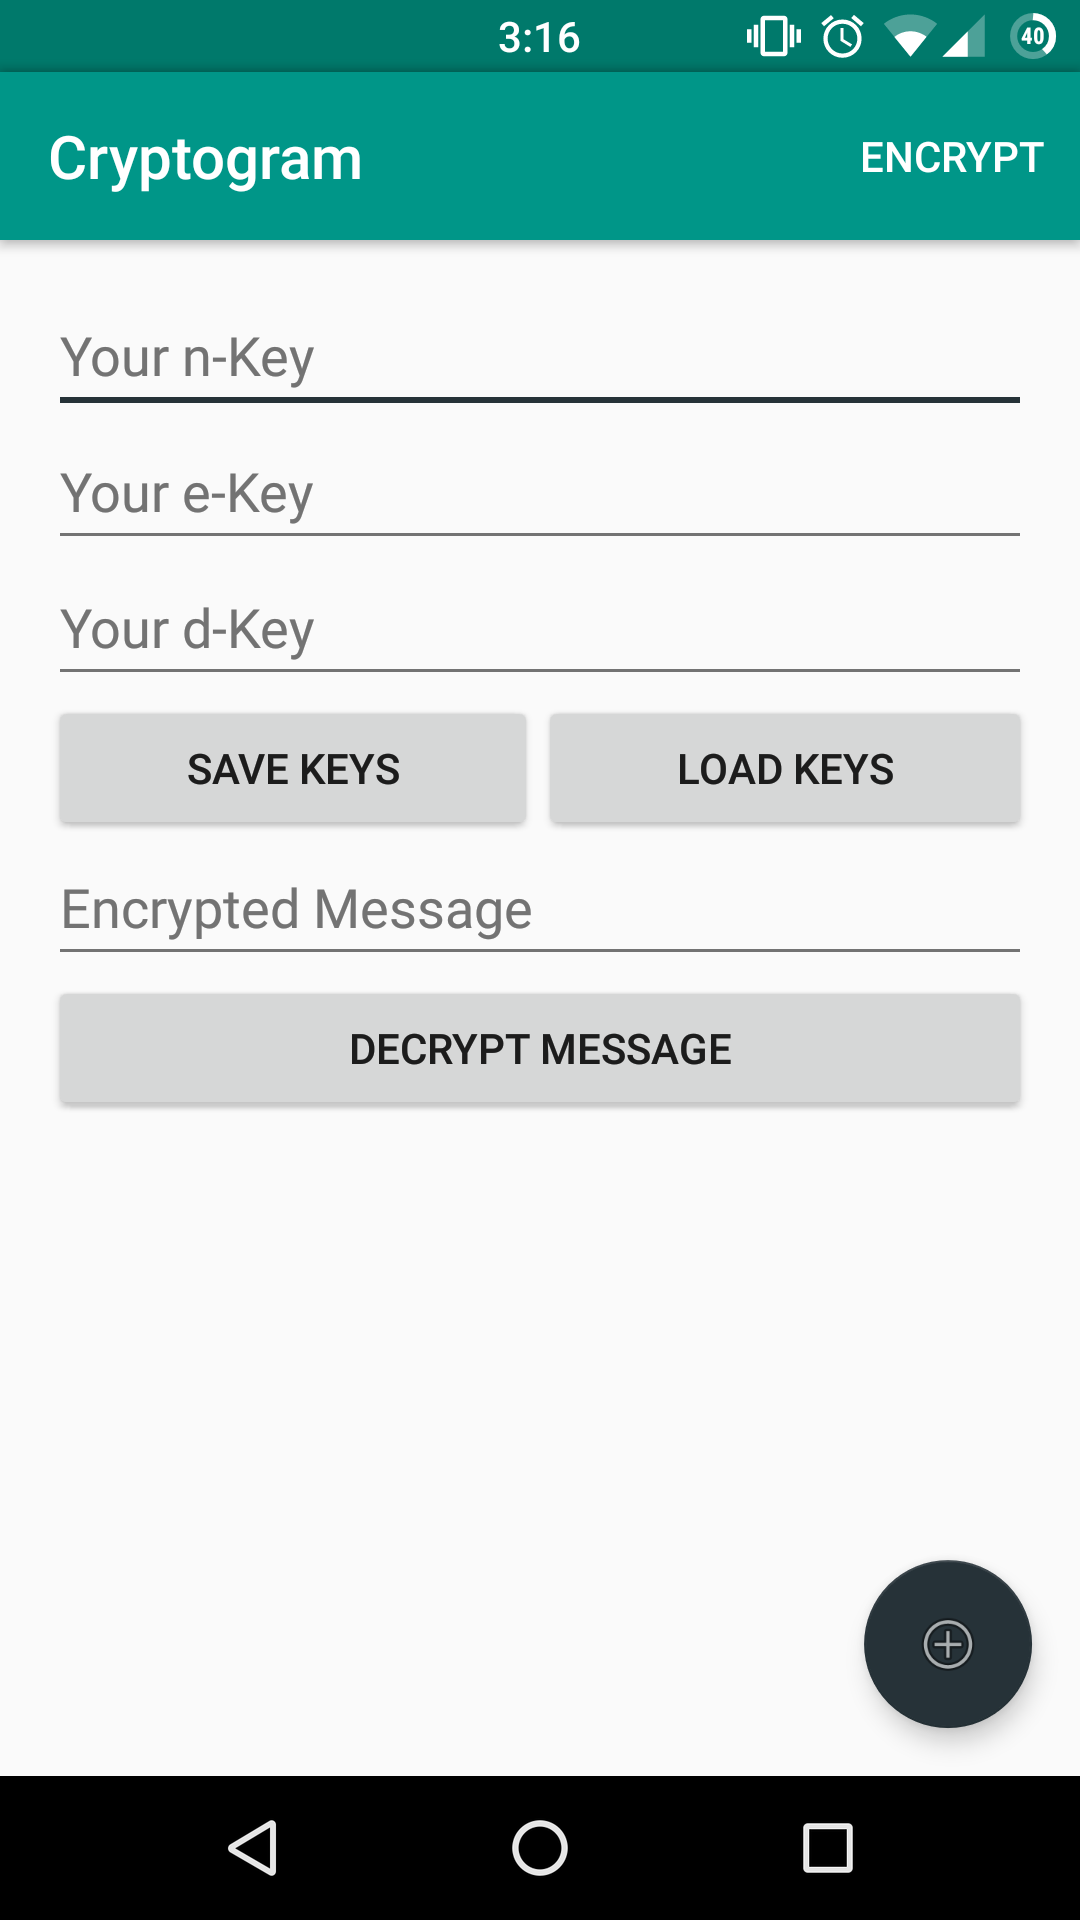 3:16
40
Cryptogram
ENCRYPT
Your n-Key
Your e-Key
Your d-Key
SAVE KEYS
LOAD KEYS
Encrypted Message
DECRYPT MESSAGE